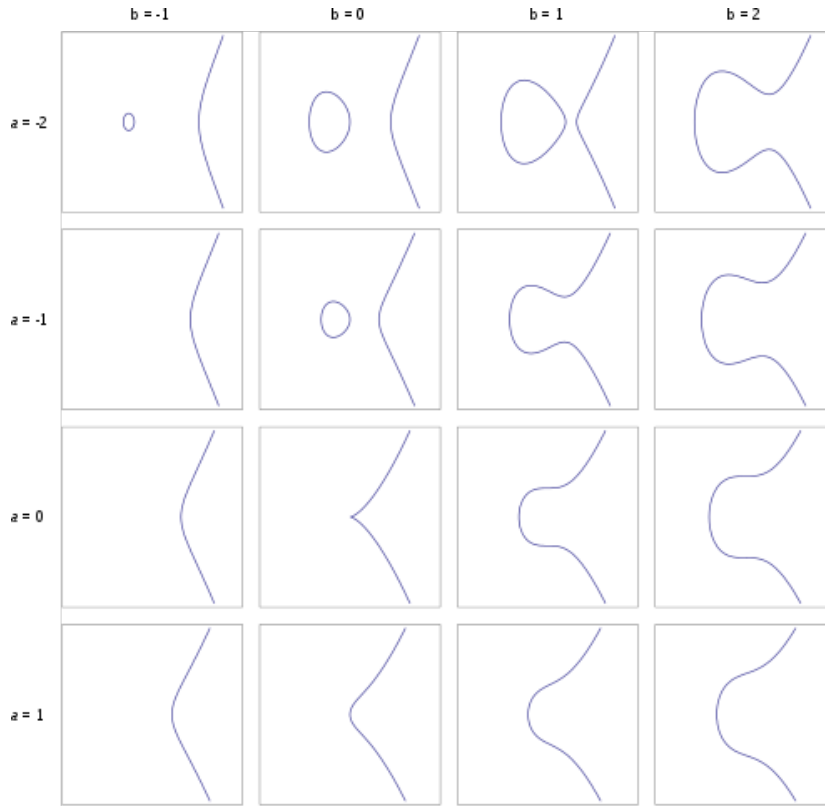 b = -1 b = 0 b = 1 b = 2
a = -2
a = -1
a = 0
a = 1